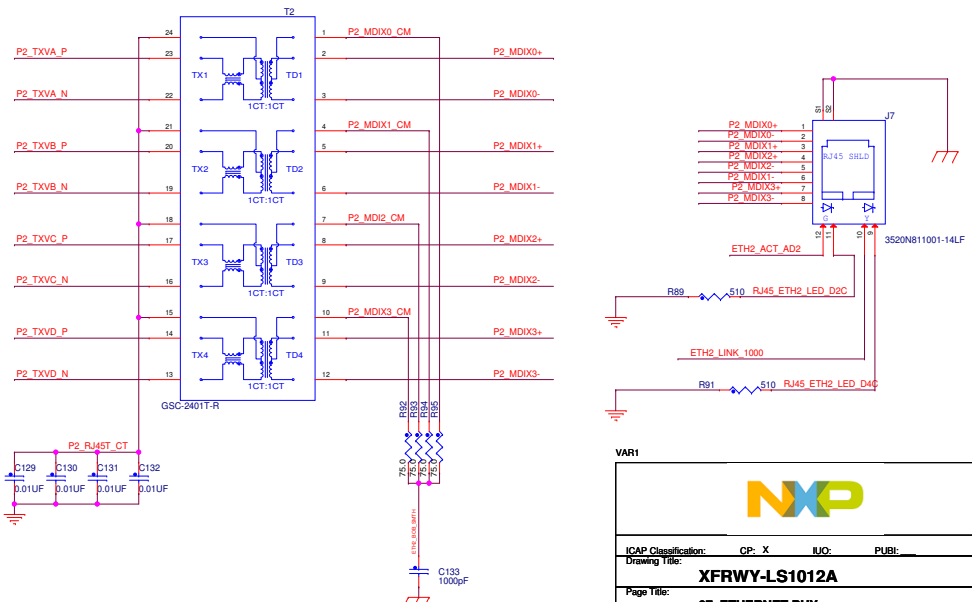 T2
24
1
P2_MDIX0_CM
P2_TXVA_P
23
2
P2_MDIX0+
TX1
TD1
P2_TXVA_N
22
3
P2_MDIX0-
1CT:1CT
21
4
P2_MDIX1_CM
P2_TXVB_P
20
5
P2_MDIX1+
TX2
TD2
P2_TXVB_N
19
6
P2_MDIX1-
1CT:1CT
18
7
P2_MDI2_CM
P2_TXVC_P
17
8
P2_MDIX2+
TX3
TD3
P2_TXVC_N
16
9
P2_MDIX2-
1CT:1CT
15
10
P2_MDIX3_CM
P2_TXVD_P
14
11
P2_MDIX3+
TX4
TD4
P2_TXVD_N
13
12
P2_MDIX3-
1CT:1CT
GSC-2401T-R
R92
R93
R94
R95
75.0
75.0
75.0
75.0
P2_RJ45T_CT
C129
C130
C131
C132
0.01UF
0.01UF
0.01UF
0.01UF
ETH2_BOB_SMTH
C133
1000pF
S1
S2
J7
P2_MDIX0+
1
P2_MDIX0-
2
P2_MDIX1+
3
P2_MDIX2+
4
P2_MDIX2-
5
P2_MDIX1-
6
P2_MDIX3+
7
P2_MDIX3-
8
RJ45 SHLD
G
Y
12
11
10
9
3520N811001-14LF
ETH2_ACT_AD2
R89
510
RJ45_ETH2_LED_D2C
ETH2_LINK_1000
R91
510
RJ45_ETH2_LED_D4C
VAR1
NXP
ICAP Classification:
CP: X
IUO:
PUBI:___
Drawing Title:
XFRWY-LS1012A
Page Title: